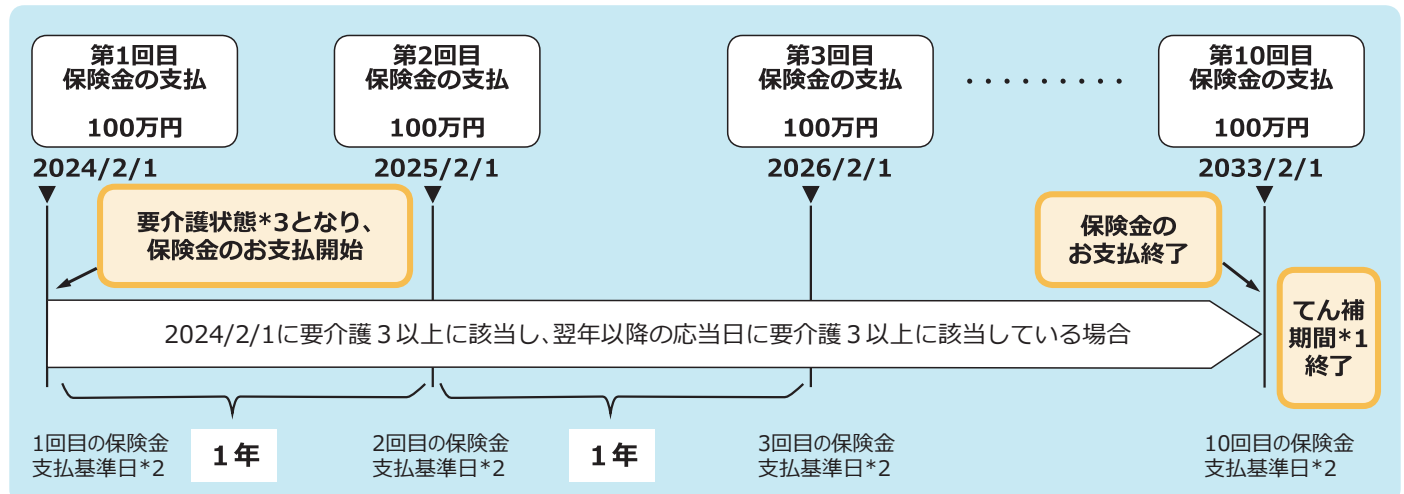 第1回目
保険金の支払
100万円
第2回目
保険金の支払
100万円
第3回目
保険金の支払
100万円
・・・・・・・・・
第10回目
保険金の支払
100万円
2024/2/1
2025/2/1
2026/2/1
2033/2/1
要介護状態*3となり、
保険金のお支払開始
保険金の
お支払終了
2024/2/1に要介護３以上に該当し、翌年以降の応当日に要介護３以上に該当している場合
てん補
期間*1
終了
1回目の保険金
支払基準日*2
１年
2回目の保険金
支払基準日*2
１年
3回目の保険金
支払基準日*2
10回目の保険金
支払基準日*2